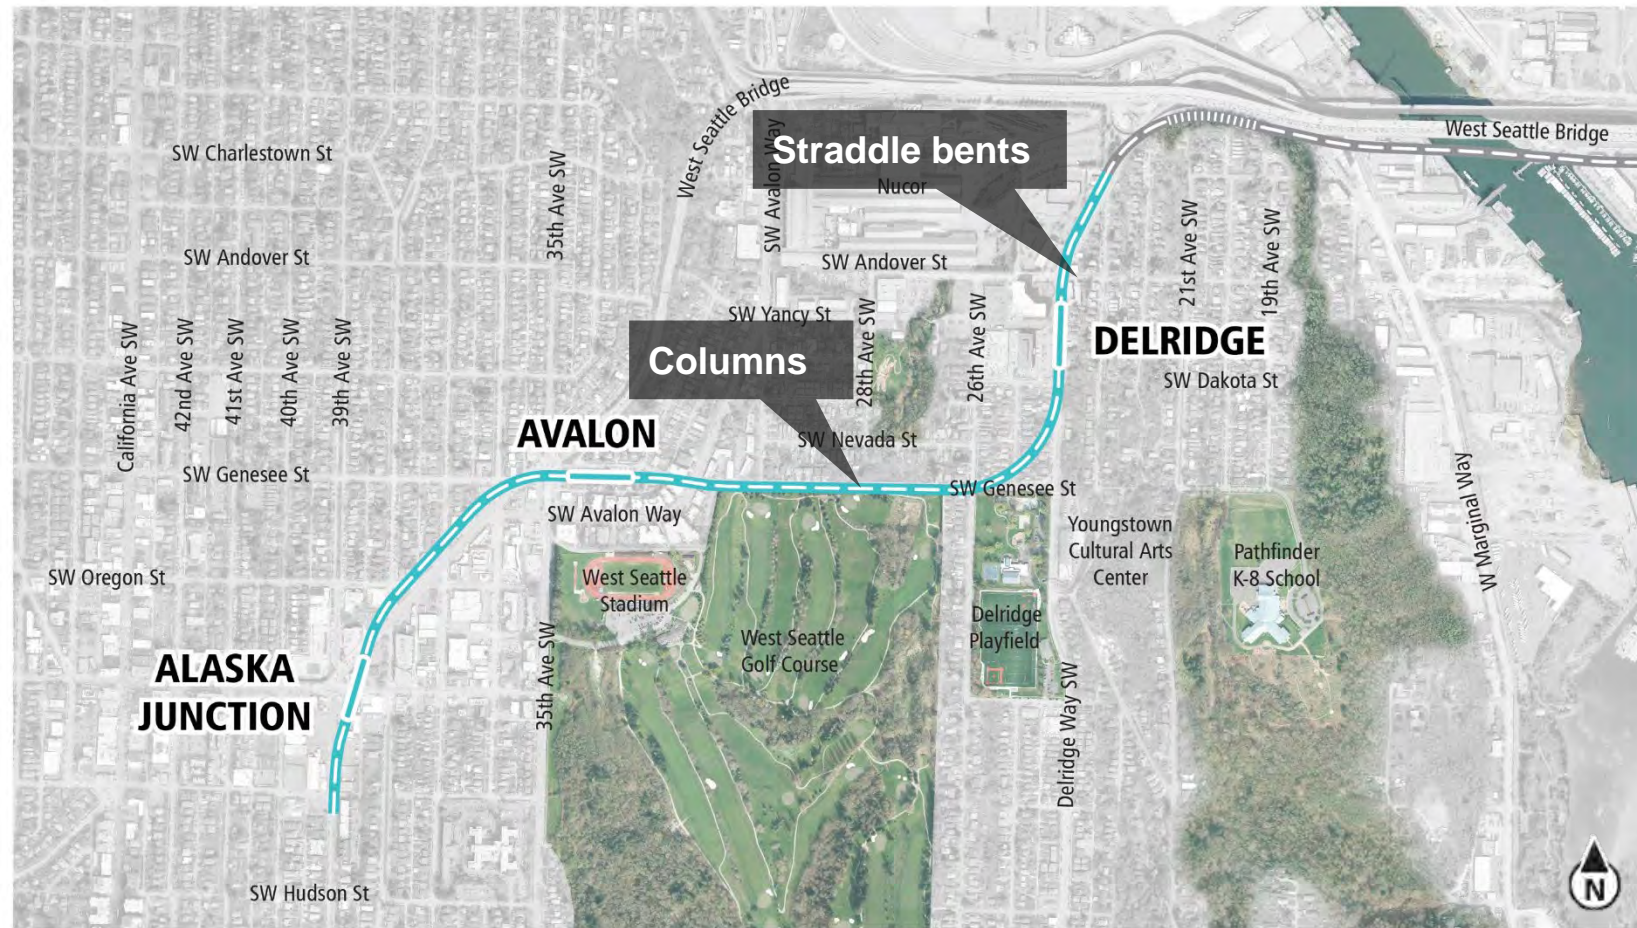 West Seattle Bridge
SW Avalon Way
Straddle bents
Nucor
West Seattle Bridge
SW Charlestown St
35th Ave SW
21st Ave SW
19th Ave SW
SW Andover St
SW Andover St
SW Yancy St
28th Ave SW
26th Ave SW
California Ave SW
42nd Ave SW
41st Ave SW
40th Ave SW
39th Ave SW
Columns
DELRIDGE
SW Dakota St
AVALON
SW Nevada St
SW Genesee St
SW Genesee St
SW Avalon Way
Youngstown
Cultural Arts
Center
Pathfinder
K-8 School
W Marginal Way
SW Oregon St
West Seattle
Stadium
Delridge
Playfield
West Seattle
Golf Course
35th Ave SW
ALASKA
JUNCTION
Delridge Way SW
SW Hudson St
N